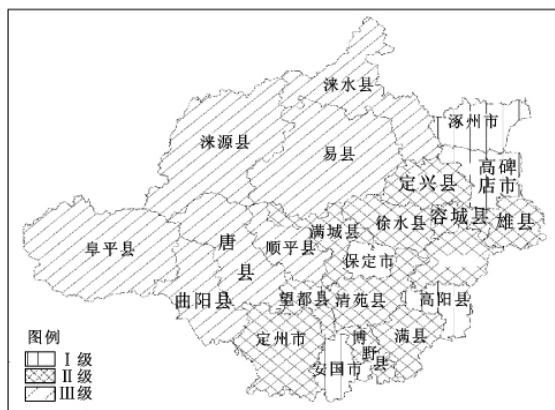 涞水县
涿州市
涞源县
易县
高碑店市
定兴县
容城县
雄县
徐水县
满城县
唐县
顺平县
阜平县
保定市
曲阳县
望都县
清苑县
高阳县
定州市
博野县
满县
安国市
图例
Ⅰ级
Ⅱ级
Ⅲ级